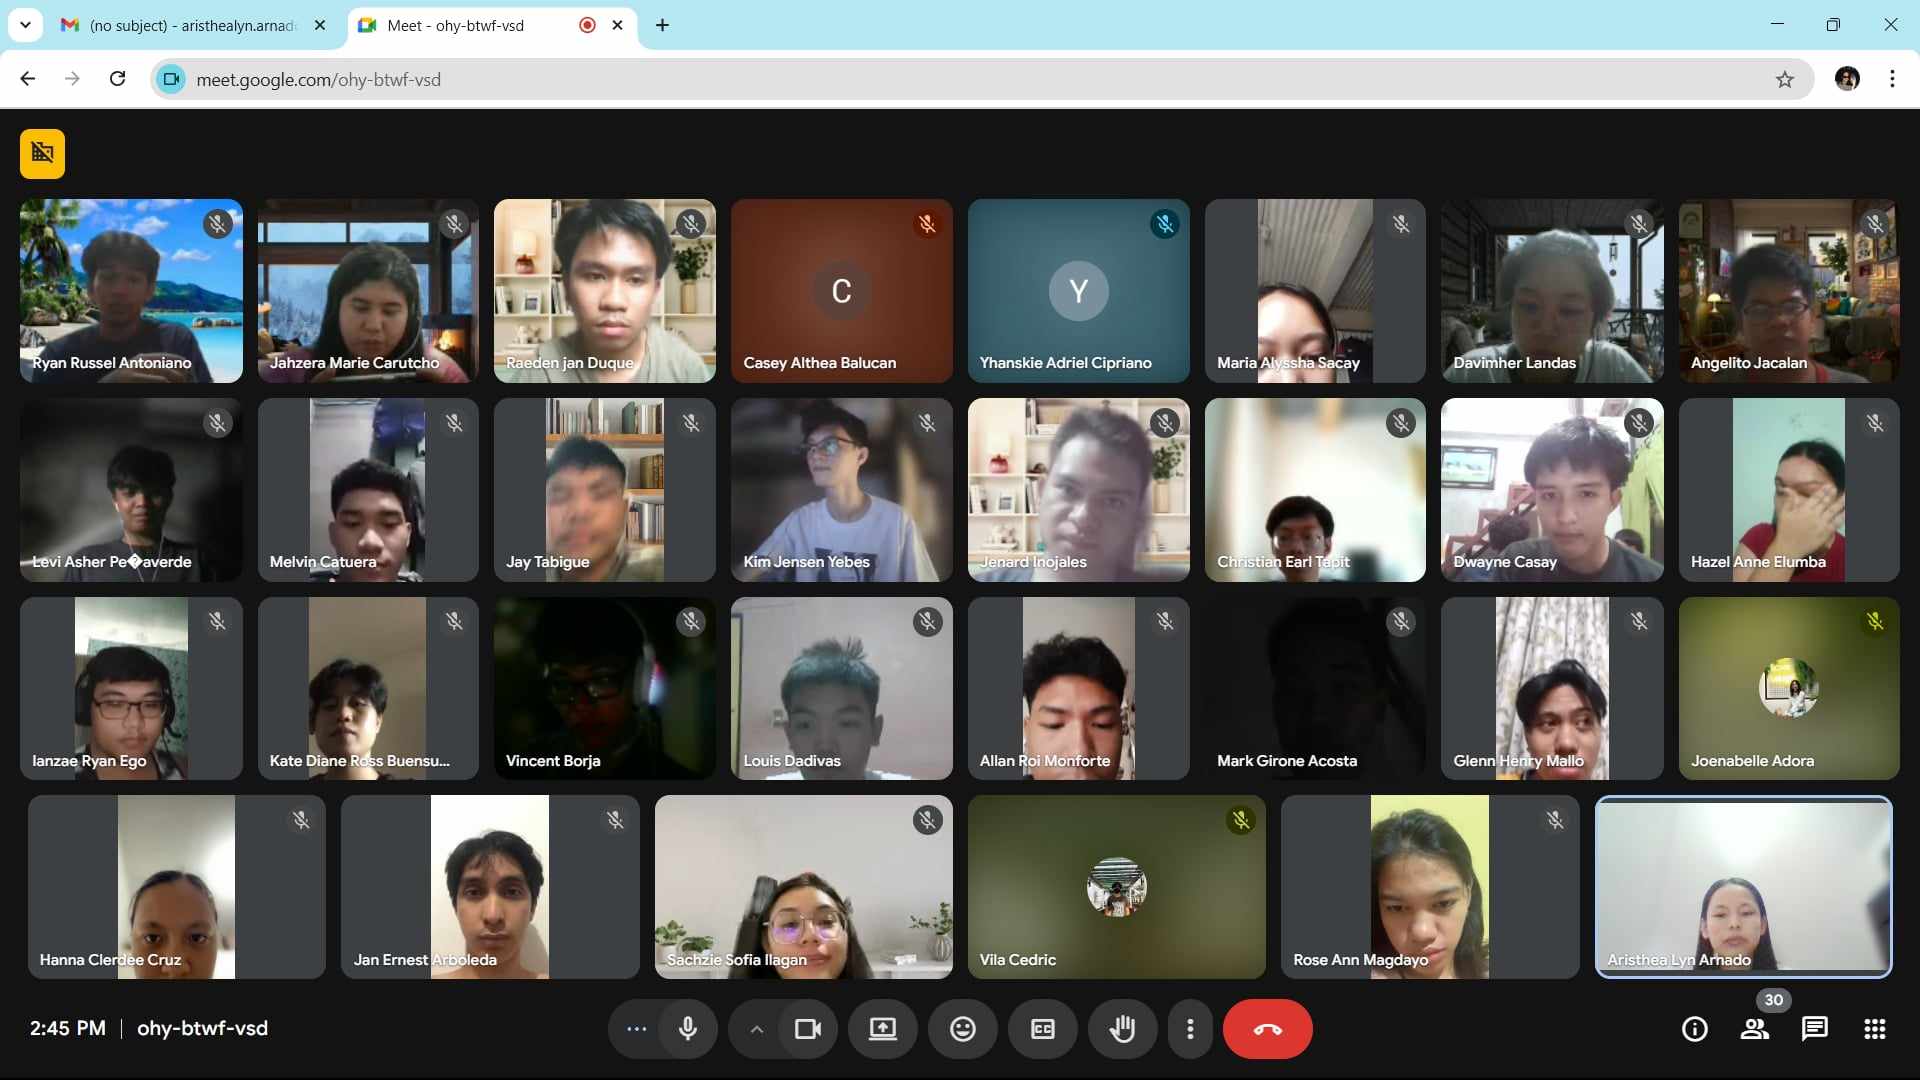 (no subject) - aristhealyn.arnad
Meet - ohy-btwf-vsd
meet.google.com/ohy-btwf-vsd
Ryan Russel Antoniano
Jahzera Marie Carutcho
Raeden jan Duque
C
Casey Althea Balucan
Y
Yhanskie Adriel Cipriano
Maria Alyssha Sacay
Davimher Landas
Angelito Jacalan
Levi Asher Pe�averde
Melvin Catuera
Jay Tabigue
Kim Jensen Yebes
Jenard Inojales
Christian Earl Tapit
Dwayne Casay
Hazel Anne Elumba
Ianzae Ryan Ego
Kate Diane Ross Buensu...
Vincent Borja
Louis Dadivas
Allan Roi Monforte
Mark Girone Acosta
Glenn Henry Mallo
Joenabelle Adora
Hanna Clerdee Cruz
Jan Ernest Arboleda
Sachzie Sofia Ilagan
Vila Cedric
Rose Ann Magdayo
Aristhea Lyn Arnado
2:45 PM | ohy-btwf-vsd
CC
30